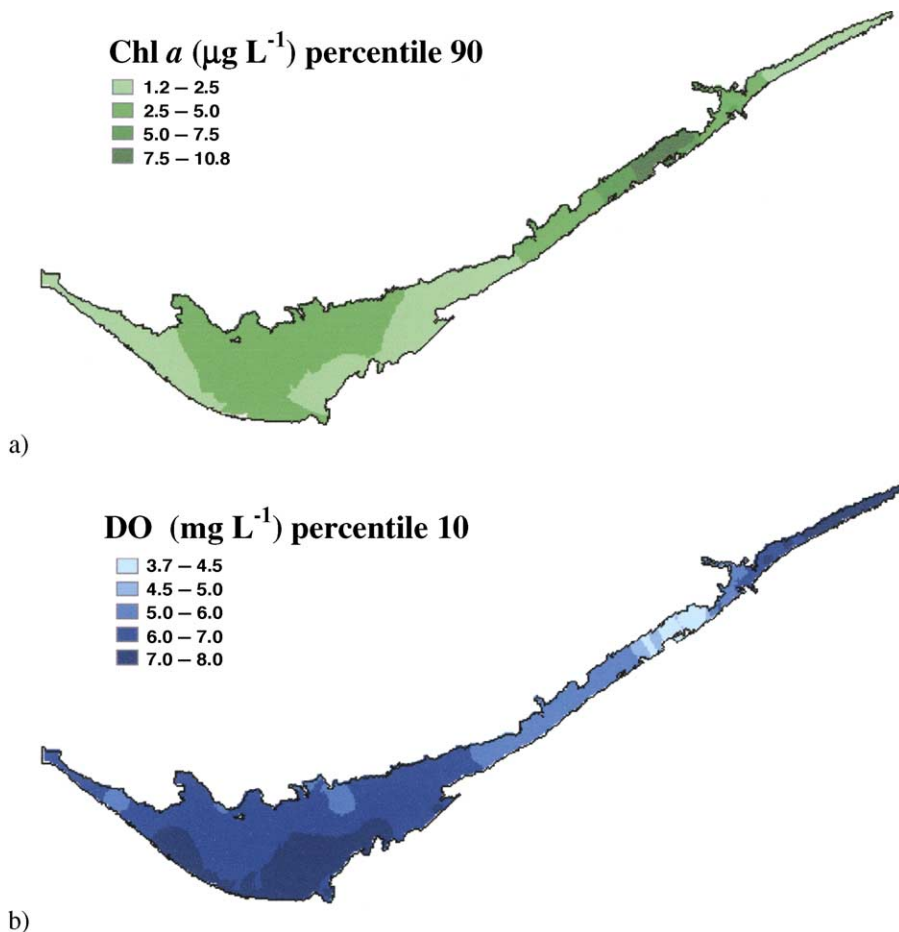 Chl a (μg L⁻¹) percentile 90
1.2 – 2.5
2.5 – 5.0
5.0 – 7.5
7.5 – 10.8
a)
DO (mg L⁻¹) percentile 10
3.7 – 4.5
4.5 – 5.0
5.0 – 6.0
6.0 – 7.0
7.0 – 8.0
b)